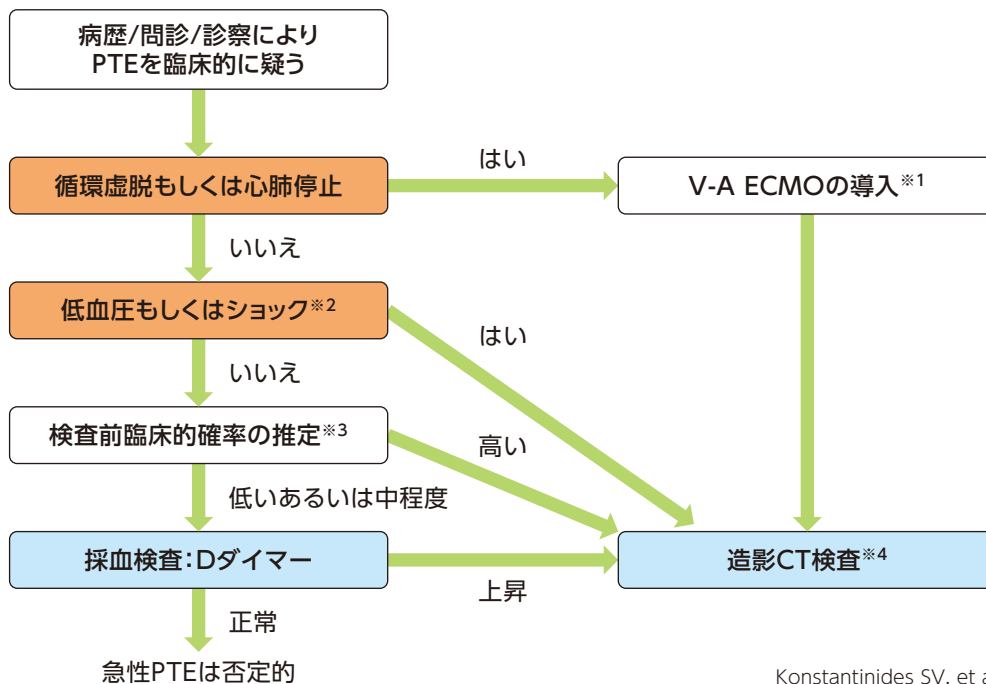 病歴/問診/診察により
PTEを臨床的に疑う
循環虚脱もしくは心肺停止
はい
V-A ECMOの導入※1
いいえ
低血圧もしくはショック※2
はい
いいえ
検査前臨床的確率の推定※3
高い
低いあるいは中程度
採血検査：Dダイマー
上昇
造影CT検査※4
正常
急性PTEは否定的
Konstantinides SV, et a